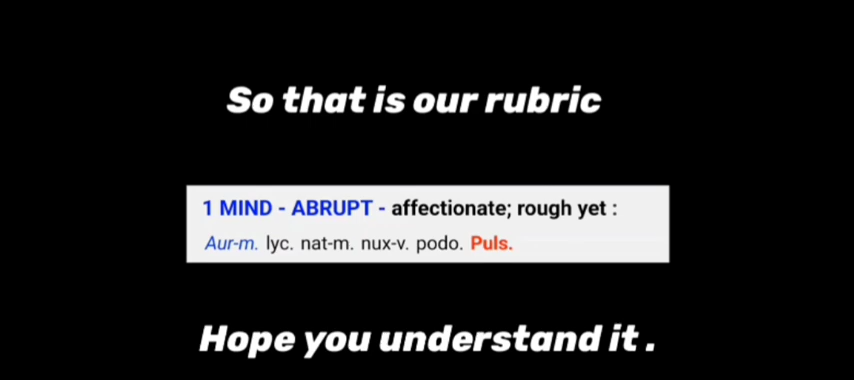 So that is our rubric
1 MIND - ABRUPT - affectionate; rough yet :
Aur-m. lyc. nat-m. nux-v. podo. Puls.
Hope you understand it .